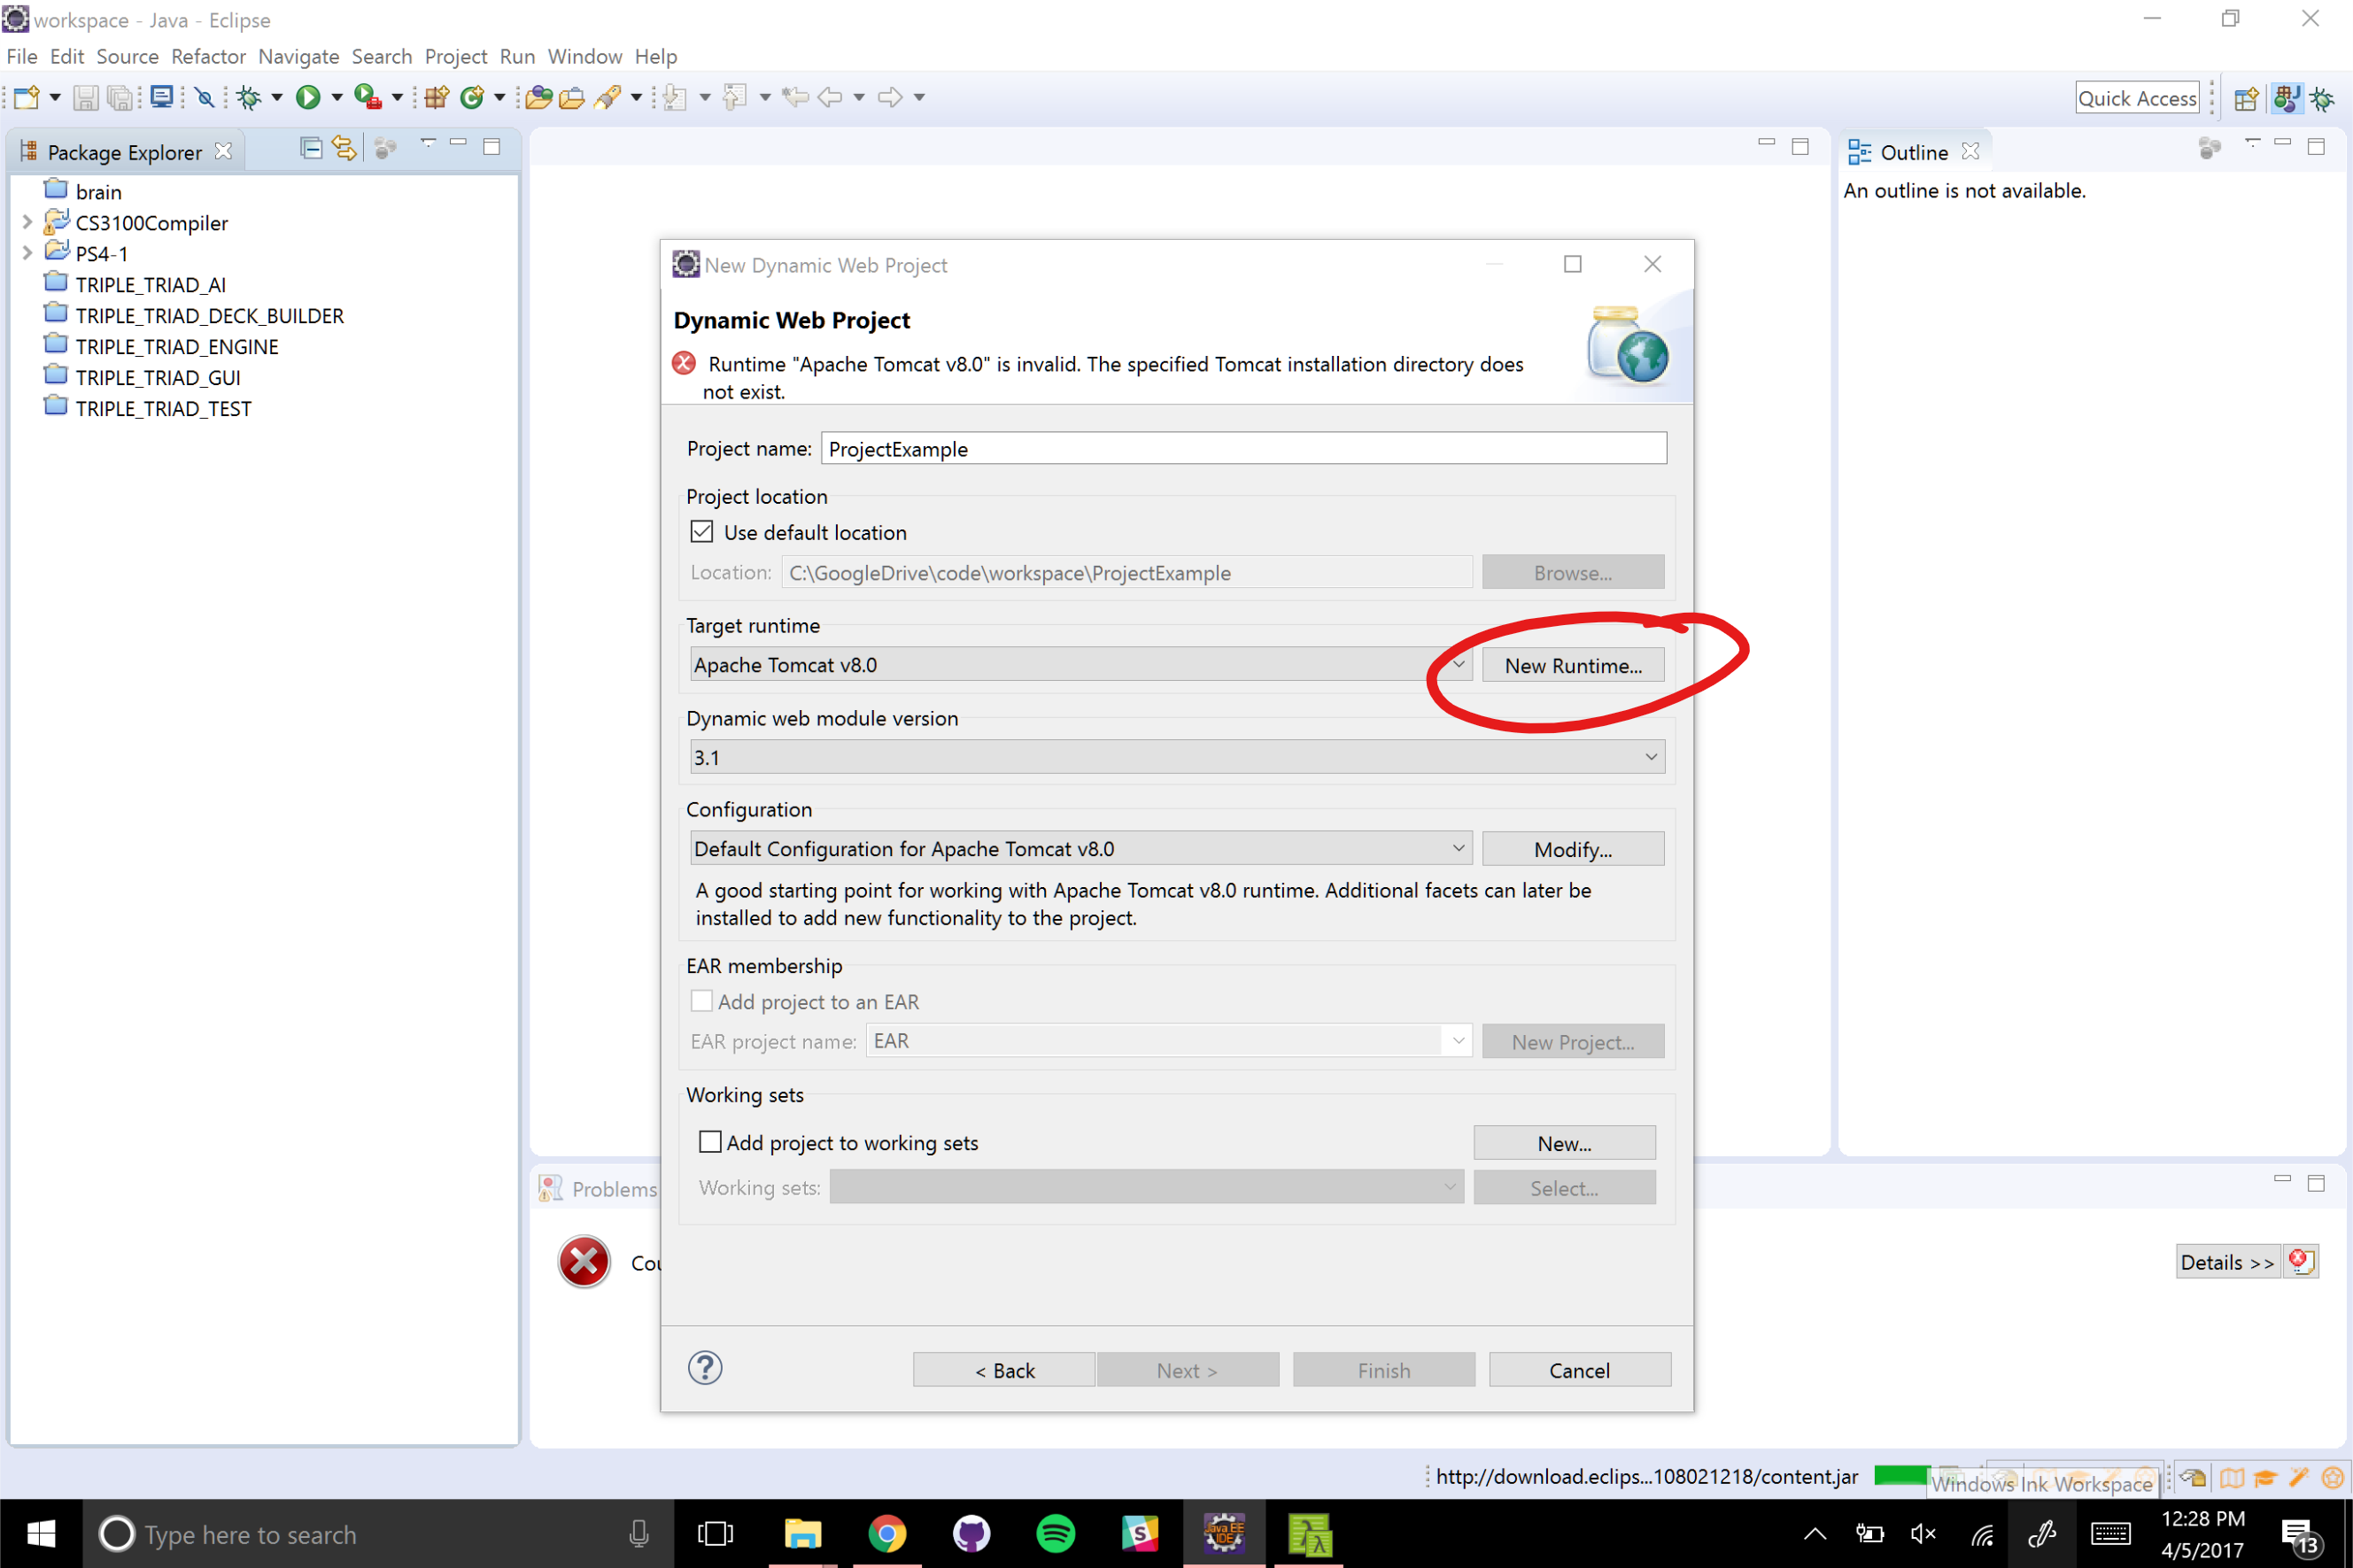 workspace - Java - Eclipse
File Edit Source Refactor Navigate Search Project Run Window Help
Quick Access
Package Explorer
brain
CS3100Compiler
PS4-1
TRIPLE_TRIAD_AI
TRIPLE_TRIAD_DECK_BUILDER
TRIPLE_TRIAD_ENGINE
TRIPLE_TRIAD_GUI
TRIPLE_TRIAD_TEST
Outline
An outline is not available.
New Dynamic Web Project
Dynamic Web Project
Runtime "Apache Tomcat v8.0" is invalid. The specified Tomcat installation directory does
not exist.
Project name: ProjectExample
Project location
Use default location
Location: C:\GoogleDrive\code\workspace\ProjectExample Browse...
Target runtime
Apache Tomcat v8.0 New Runtime...
Dynamic web module version
3.1
Configuration
Default Configuration for Apache Tomcat v8.0 Modify...
A good starting point for working with Apache Tomcat v8.0 runtime. Additional facets can later be
installed to add new functionality to the project.
EAR membership
Add project to an EAR
EAR project name: EAR New Project...
Working sets
Add project to working sets New...
Working sets: Select...
< Back Next > Finish Cancel
Problems
Cou
Details >>
http://download.eclips...108021218/content.jar
Windows Ink Workspace
Type here to search
Java EE
IDE
12:28 PM
4/5/2017
13